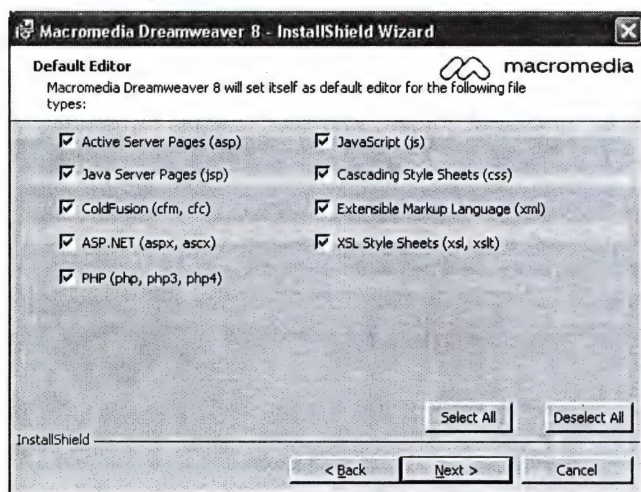 Macromedia Dreamweaver 8 - InstallShield Wizard
Default Editor
macromedia
Macromedia Dreamweaver 8 will set itself as default editor for the following file
types:
Active Server Pages (asp)
JavaScript (js)
Java Server Pages (jsp)
Cascading Style Sheets (css)
ColdFusion (cfm, cfc)
Extensible Markup Language (xml)
ASP.NET (aspx, ascx)
XSL Style Sheets (xsl, xslt)
PHP (php, php3, php4)
Select All
Deselect All
InstallShield
< Back
Next >
Cancel